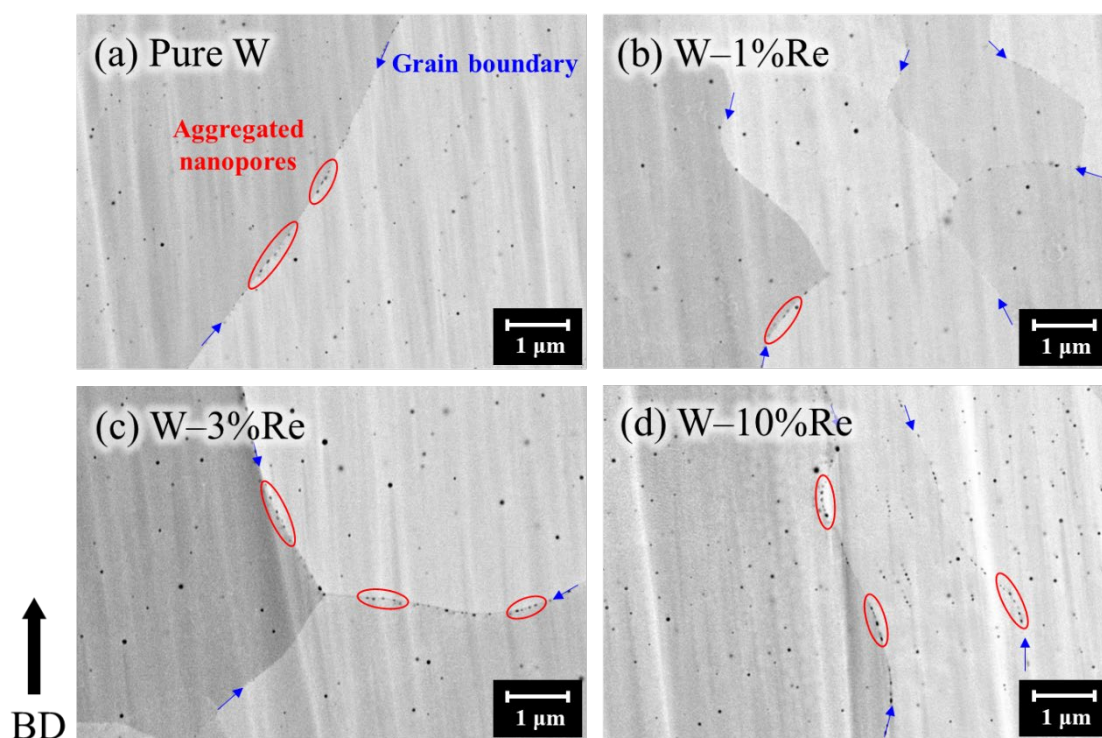 (a) Pure W
Grain boundary
Aggregated
nanopores
1 μm
(b) W–1%Re
1 μm
(c) W–3%Re
1 μm
(d) W–10%Re
1 μm
BD